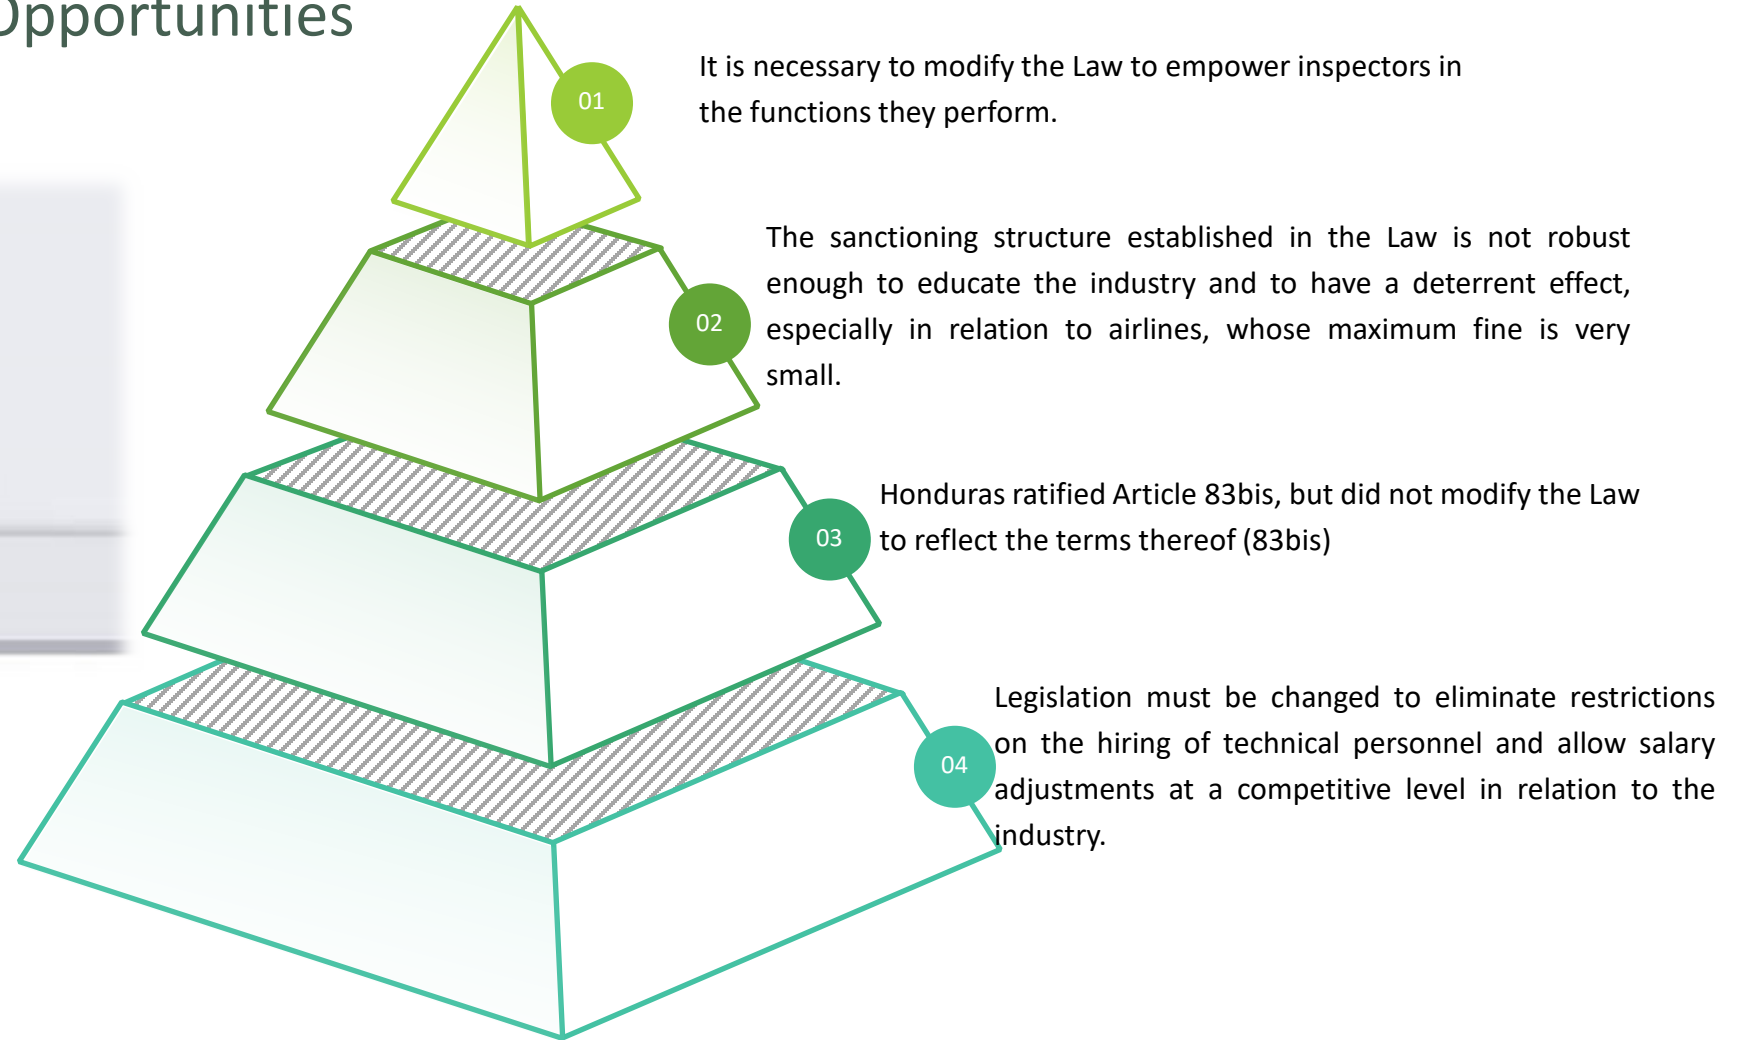 Opportunities
01
It is necessary to modify the Law to empower inspectors in
the functions they perform.
02
The sanctioning structure established in the Law is not robust
enough to educate the industry and to have a deterrent effect,
especially in relation to airlines, whose maximum fine is very
small.
03
Honduras ratified Article 83bis, but did not modify the Law
to reflect the terms thereof (83bis)
04
Legislation must be changed to eliminate restrictions
on the hiring of technical personnel and allow salary
adjustments at a competitive level in relation to the
industry.